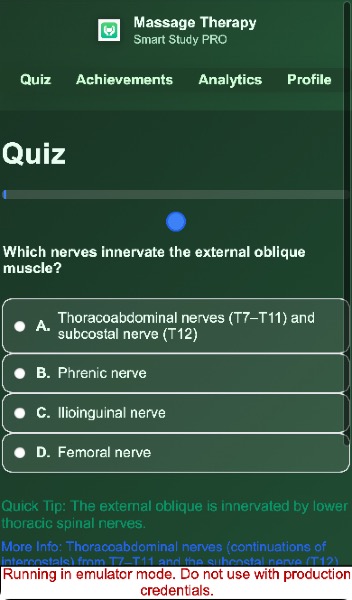 Massage Therapy
Smart Study PRO
Quiz
Achievements
Analytics
Profile
Quiz
Which nerves innervate the external oblique
muscle?
A. Thoracoabdominal nerves (T7–T11) and
subcostal nerve (T12)
B. Phrenic nerve
C. Ilioinguinal nerve
D. Femoral nerve
Quick Tip: The external oblique is innervated by lower
thoracic spinal nerves.
More Info: Thoracoabdominal nerves (continuations of
intercostals) from T7–T11 and the subcostal nerve (T12)
Running in emulator mode. Do not use with production
credentials.